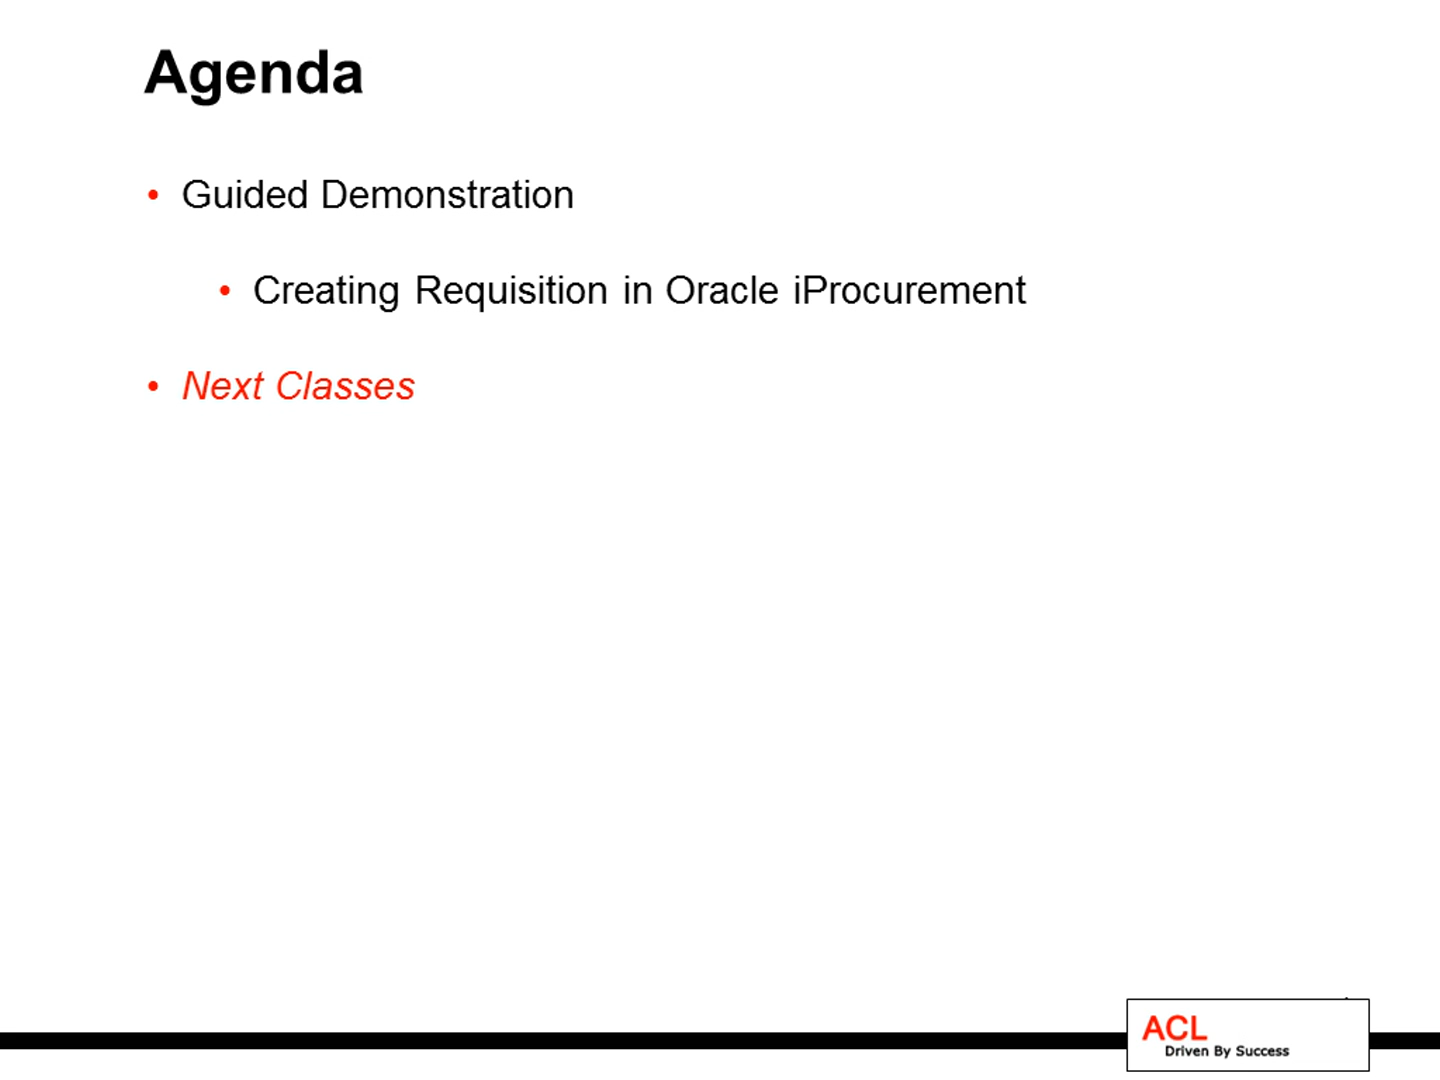 Agenda
• Guided Demonstration
• Creating Requisition in Oracle iProcurement
• Next Classes
ACL
Driven By Success